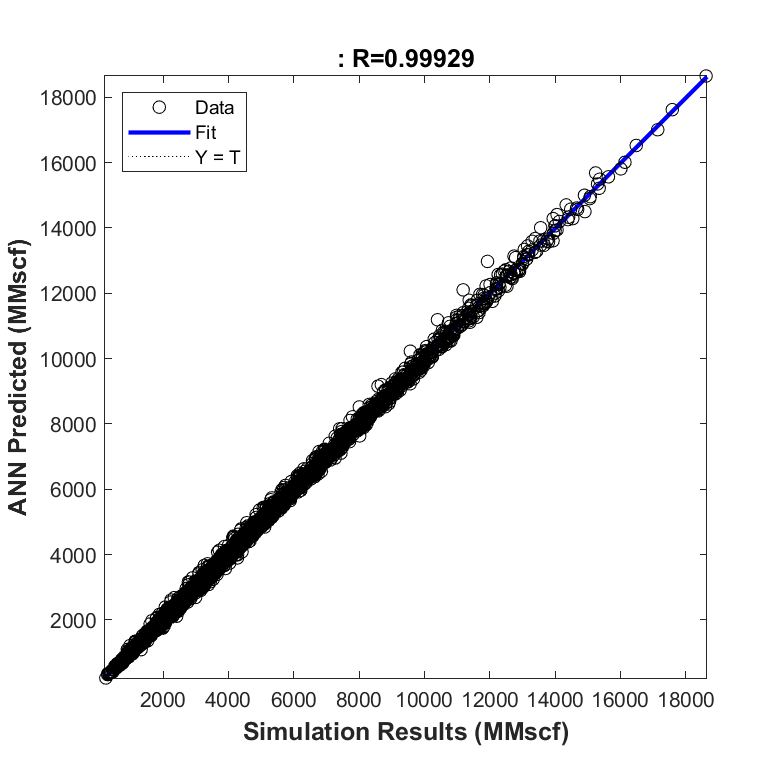 : R=0.99929
18000
16000
14000
12000
10000
8000
6000
4000
2000
Data
Fit
Y = T
ANN Predicted (MMscf)
2000 4000 6000 8000 10000 12000 14000 16000 18000
Simulation Results (MMscf)